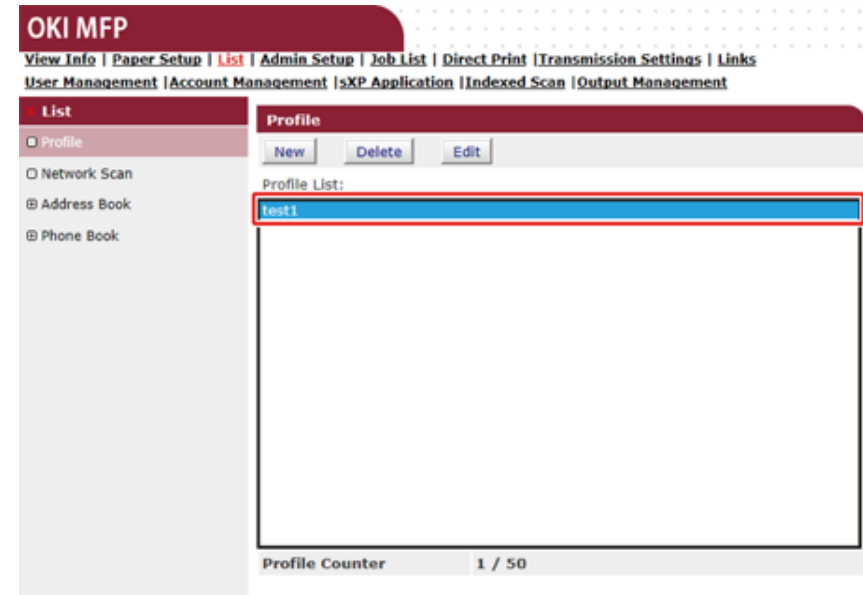 OKI MFP
View Info | Paper Setup | List | Admin Setup | Job List | Direct Print |Transmission Settings | Links
User Management |Account Management |sXP Application |Indexed Scan |Output Management
List
Profile
Network Scan
Address Book
Phone Book
Profile
New Delete Edit
Profile List:
test1
Profile Counter 1 / 50